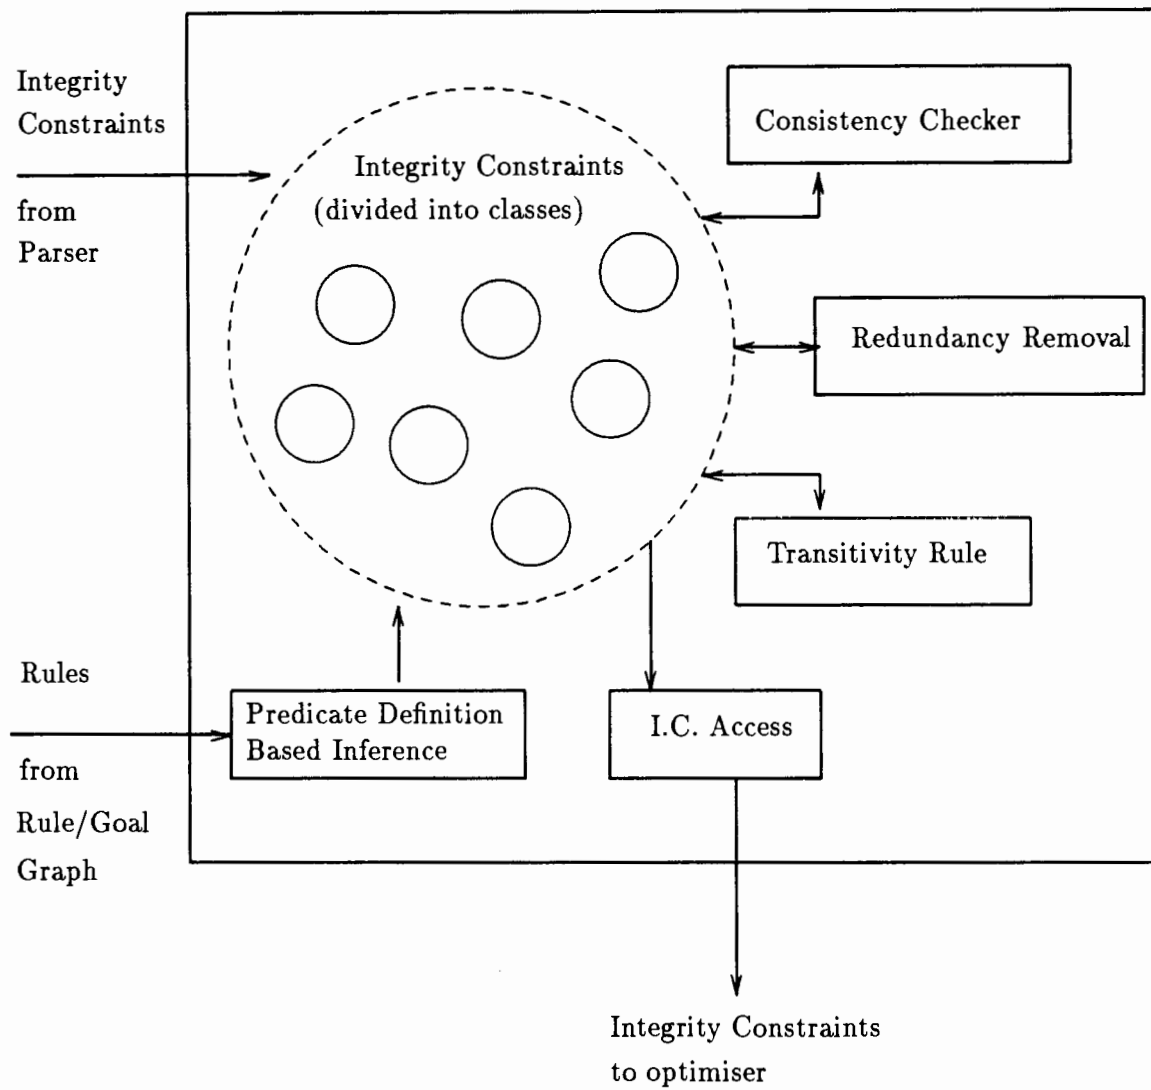 Integrity
Constraints
from
Parser
Integrity Constraints
(divided into classes)
Consistency Checker
Redundancy Removal
Transitivity Rule
Rules
from
Rule/Goal
Graph
Predicate Definition
Based Inference
I.C. Access
Integrity Constraints
to optimiser